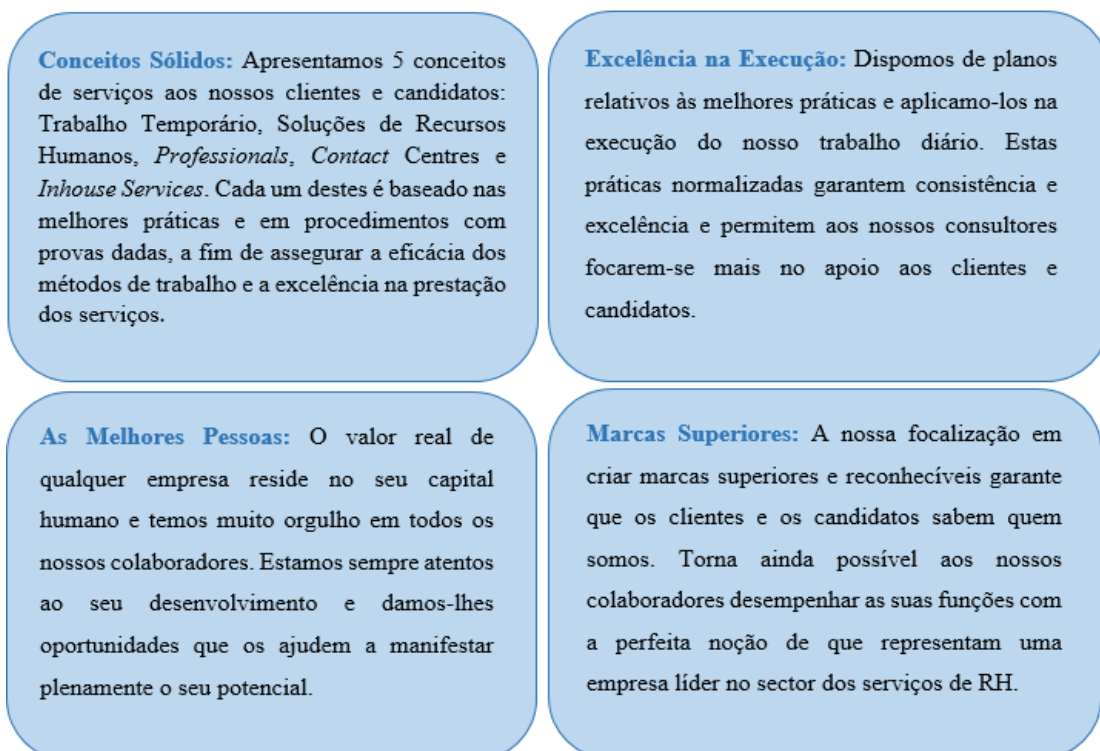 Conceitos Sólidos: Apresentamos 5 conceitos
de serviços aos nossos clientes e candidatos:
Trabalho Temporário, Soluções de Recursos
Humanos, Professionals, Contact Centres e
Inhouse Services. Cada um destes é baseado nas
melhores práticas e em procedimentos com
provas dadas, a fim de assegurar a eficácia dos
métodos de trabalho e a excelência na prestação
dos serviços.
Excelência na Execução: Dispomos de planos
relativos às melhores práticas e aplicamo-los na
execução do nosso trabalho diário. Estas
práticas normalizadas garantem consistência e
excelência e permitem aos nossos consultores
focarem-se mais no apoio aos clientes e
candidatos.
As Melhores Pessoas: O valor real de
qualquer empresa reside no seu capital
humano e temos muito orgulho em todos os
nossos colaboradores. Estamos sempre atentos
ao seu desenvolvimento e damos-lhes
oportunidades que os ajudem a manifestar
plenamente o seu potencial.
Marcas Superiores: A nossa focalização em
criar marcas superiores e reconhecíveis garante
que os clientes e os candidatos sabem quem
somos. Torna ainda possível aos nossos
colaboradores desempenhar as suas funções com
a perfeita noção de que representam uma
empresa líder no sector dos serviços de RH.